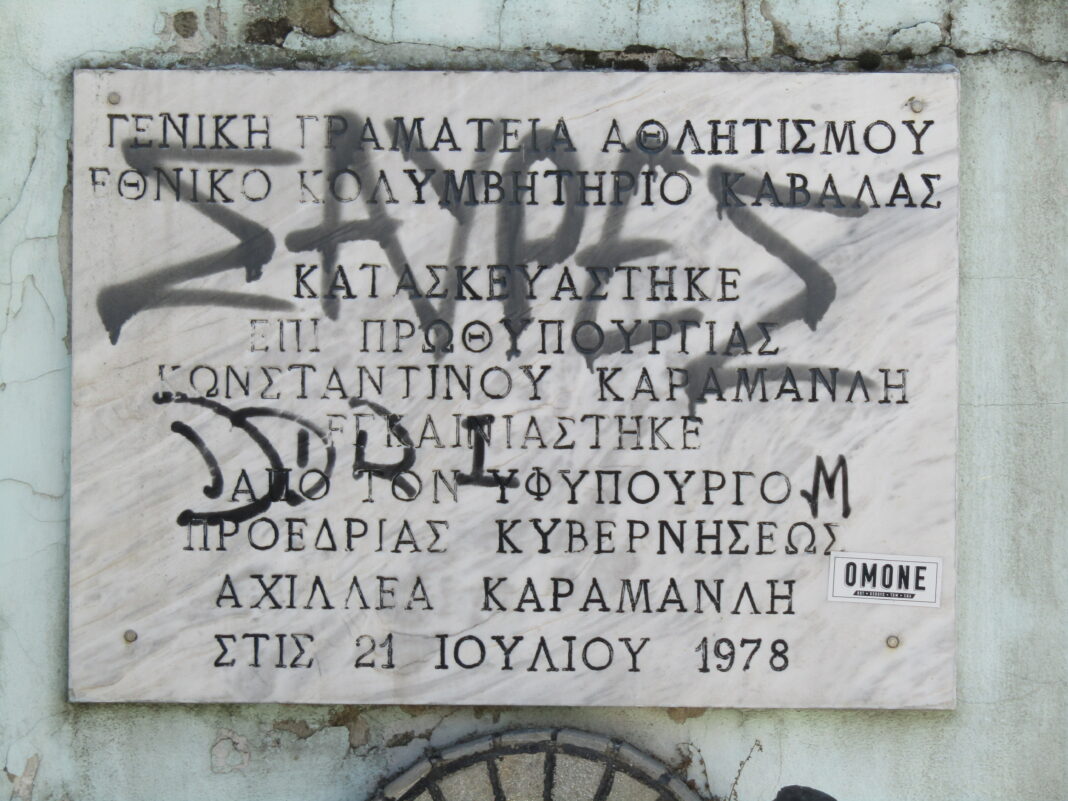 ΓΕΝΙΚΗ ΓΡΑΜΑΤΕΙΑ ΑΘΛΗΤΙΣΜΟΥ
ΕΘΝΙΚΟ ΚΟΛΥΜΒΗΤΗΡΙΟ ΚΑΒΑΛΑΣ
ΚΑΤΑΣΚΕΥΑΣΤΗΚΕ
ΕΠΙ ΠΡΩΘΥΠΟΥΡΓΙΑΣ
ΚΩΝΣΤΑΝΤΙΝΟΥ ΚΑΡΑΜΑΝΛΗ
ΕΓΚΑΙΝΙΑΣΤΗΚΕ
ΑΠΟ ΤΟΝ ΥΦΥΠΟΥΡΓΟ
ΠΡΟΕΔΡΙΑΣ ΚΥΒΕΡΝΗΣΕΩΣ
ΑΧΙΛΛΕΑ ΚΑΡΑΜΑΝΛΗ
ΣΤΙΣ 21 ΙΟΥΛΙΟΥ 1978
OMONE